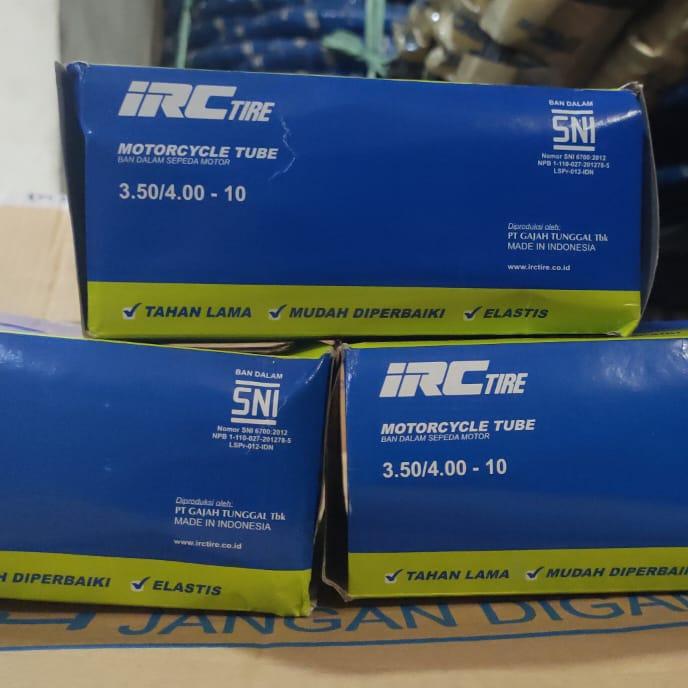 IRC TIRE
MOTORCYCLE TUBE
BAN DALAM SEPEDA MOTOR
3.50/4.00 - 10
BAN DALAM
SNI
Nomor SNI 6700:2012
NPB 1-110-027-201278-5
LSPr-012-IDN
Diproduksi oleh:
PT GAJAH TUNGGAL Tbk
MADE IN INDONESIA
www.irctire.co.id
TAHAN LAMA MUDAH DIPERBAIKI ELASTIS
BAN DALAM
SNI
Nomor SNI 6700:2012
NPB 1-110-027-201278-5
LSPr-012-IDN
Diproduksi oleh:
PT GAJAH TUNGGAL Tbk
MADE IN INDONESIA
www.irctire.co.id
DIPERBAIKI ELASTIS
IRC TIRE
MOTORCYCLE TUBE
BAN DALAM SEPEDA MOTOR
3.50/4.00 - 10
TAHAN LAMA MUDAH DIPERBAIKI
JANGAN